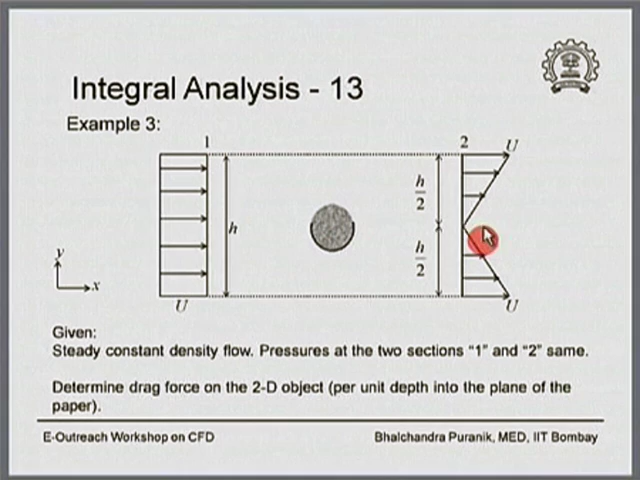 Integral Analysis - 13
Example 3:
1
2
U
h
h
2
h
2
y
x
U
U
Given:
Steady constant density flow. Pressures at the two sections “1” and “2” same.
Determine drag force on the 2-D object (per unit depth into the plane of the
paper).
E-Outreach Workshop on CFD
Bhalchandra Puranik, MED, IIT Bombay